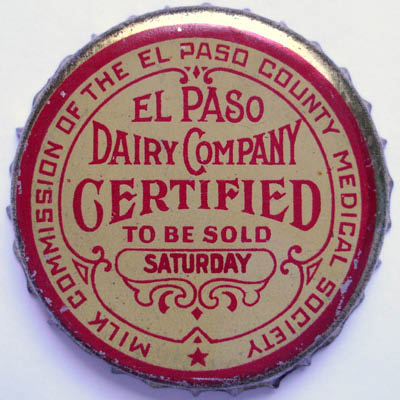 MILK COMMISSION OF THE EL PASO COUNTY MEDICAL SOCIETY
EL PASO
DAIRY COMPANY
CERTIFIED
TO BE SOLD
SATURDAY